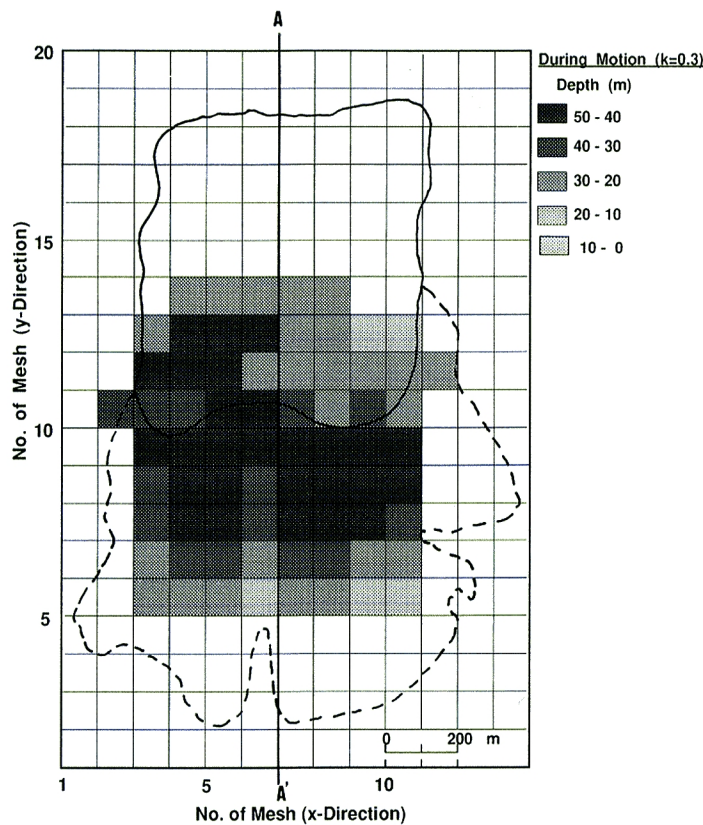 A
During Motion (k=0.3)
Depth (m)
50 - 40
40 - 30
30 - 20
20 - 10
10 - 0
20
15
10
5
No. of Mesh (y-Direction)
0 200 m
1 5 A' 10
No. of Mesh (x-Direction)